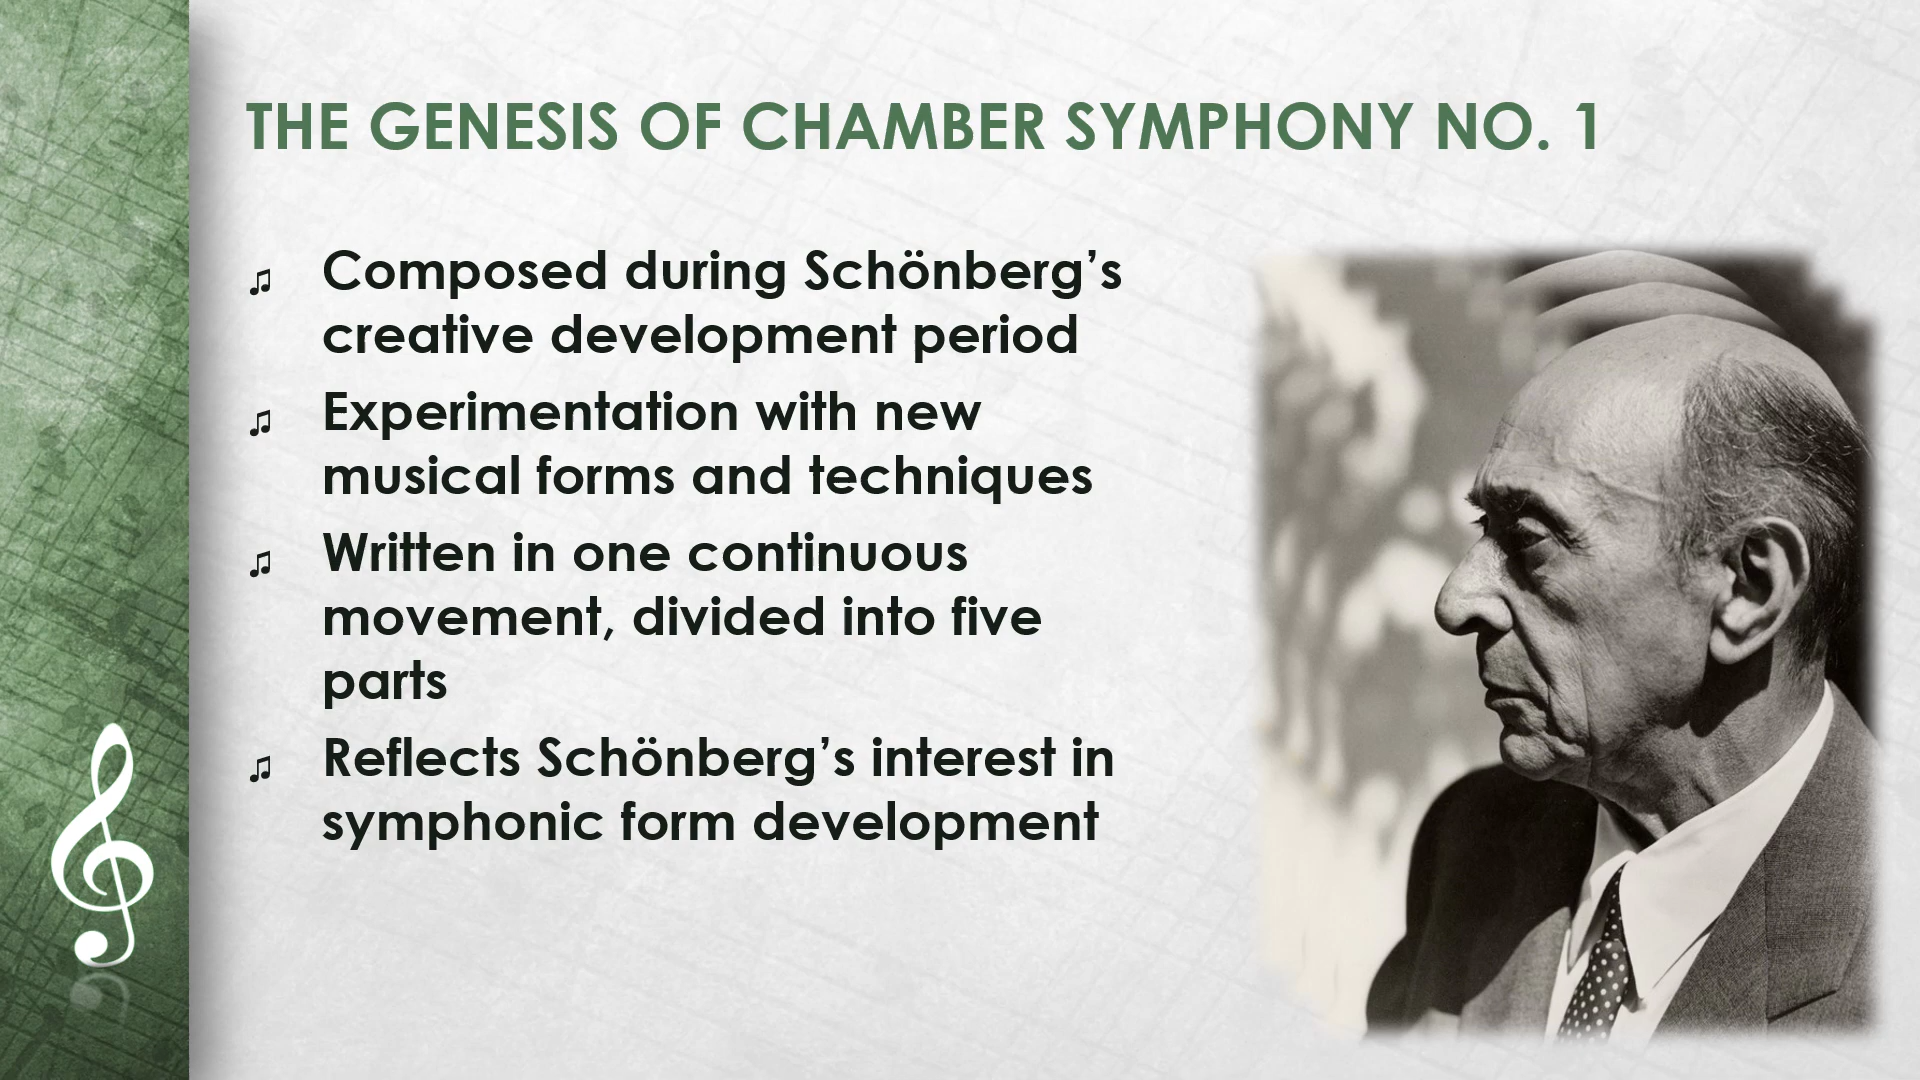 THE GENESIS OF CHAMBER SYMPHONY NO. 1
♫ Composed during Schönberg’s
creative development period
♫ Experimentation with new
musical forms and techniques
♫ Written in one continuous
movement, divided into five
parts
♫ Reflects Schönberg’s interest in
symphonic form development